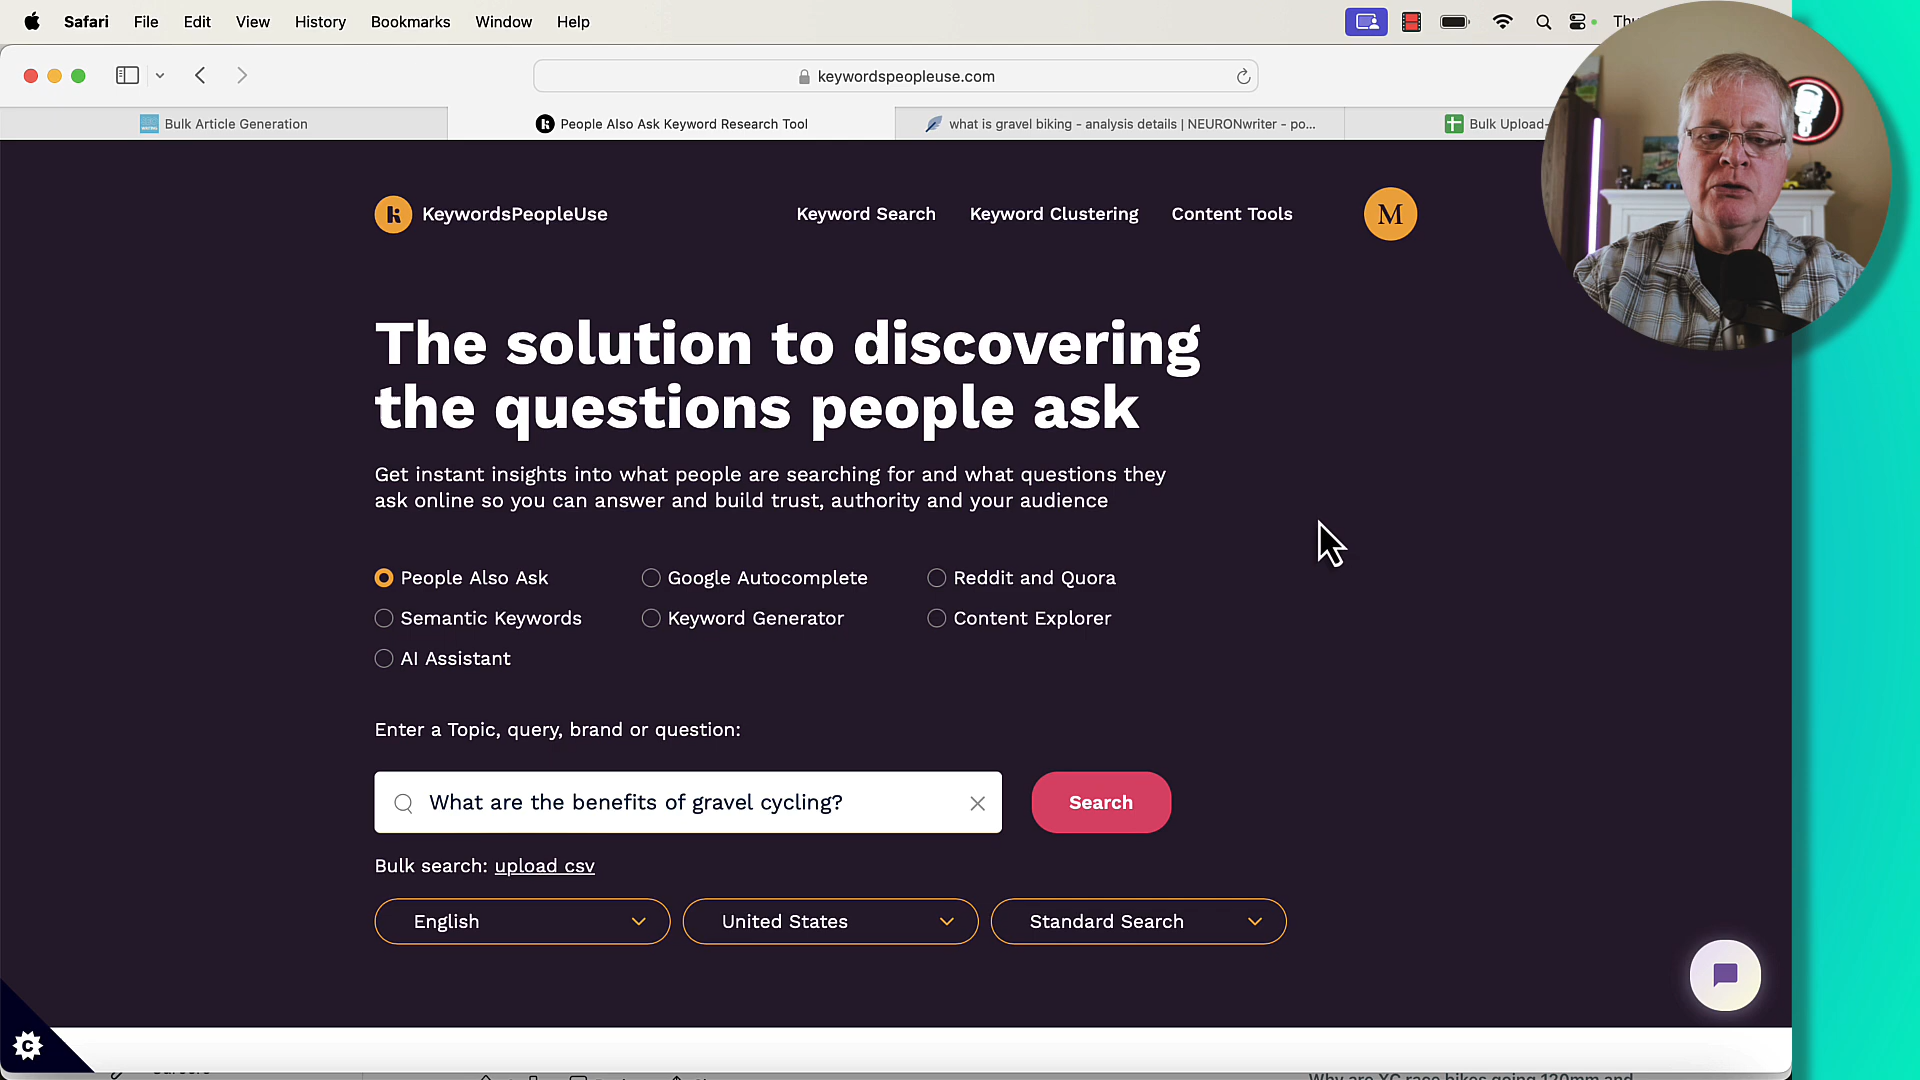 Safari File Edit View History Bookmarks Window Help
keywordspeopleuse.com
Bulk Article Generation
People Also Ask Keyword Research Tool
what is gravel biking - analysis details | NEURONwriter - po...
Bulk Upload-
KeywordsPeopleUse
Keyword Search Keyword Clustering Content Tools
M
The solution to discovering
the questions people ask
Get instant insights into what people are searching for and what questions they
ask online so you can answer and build trust, authority and your audience
People Also Ask Google Autocomplete Reddit and Quora
Semantic Keywords Keyword Generator Content Explorer
AI Assistant
Enter a Topic, query, brand or question:
What are the benefits of gravel cycling?
Search
Bulk search: upload csv
English United States Standard Search